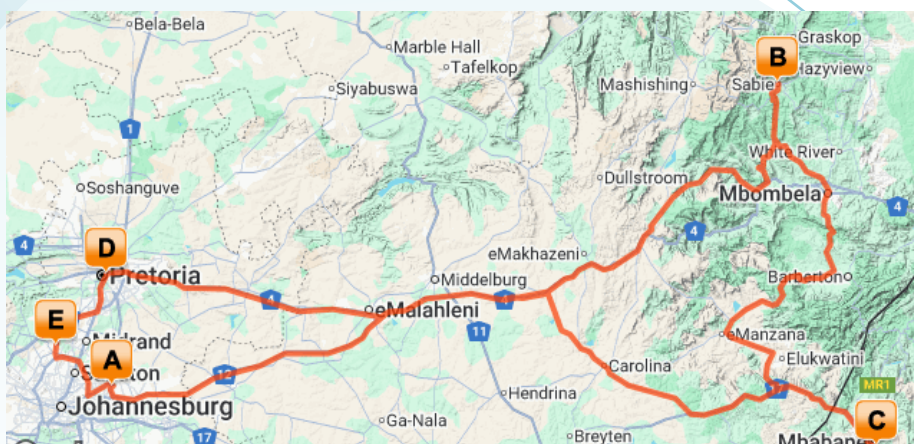 Bela-Bela
Marble Hall
Tafelkop
Siyabuswa
Mashishing
B
Graskop
Sabie
Hazyview
1
Soshanguve
White River
Dullstroom
Mbombela
4
4
4
D
Pretoria
eMakhazeni
4
Middelburg
4
Barberton
E
Midrand
eMalahleni
11
eManzana
A
12
Carolina
Elukwatini
Johannesburg
Hendrina
17
MR1
C
Ga-Nala
17
Breyten